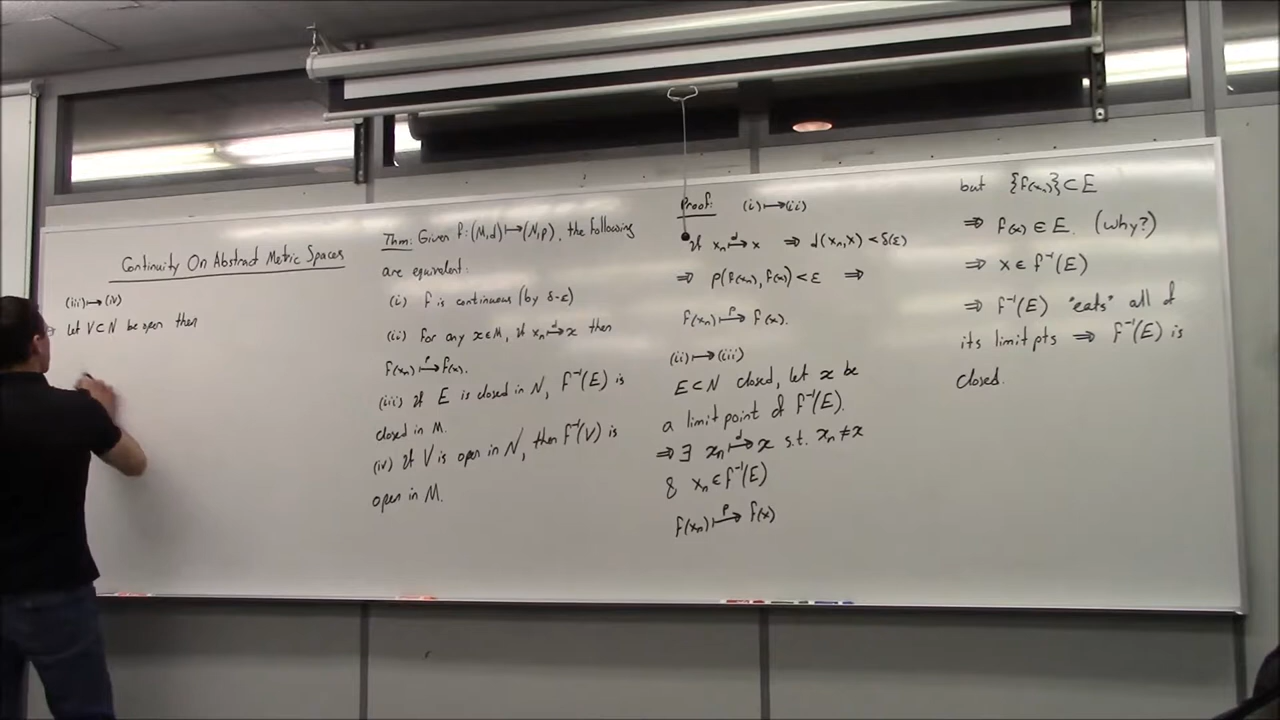 Continuity On Abstract Metric Spaces
(iii) ↦ (iv)
Let V ⊂ N be open then
Thm: Given f: (M,d) ↦ (N,ρ), the following
are equivalent:
(i) f is continuous (by δ-ε)
(ii) For any x∈M, if xₙ ↦ᵈ x then
f(xₙ) ↦ᵖ f(x).
(iii) If E is closed in N, f⁻¹(E) is
closed in M.
(iv) If V is open in N, then f⁻¹(V) is
open in M.
Proof: (i) ↦ (ii)
If xₙ ↦ᵈ x ⇒ d(xₙ,x) < δ(ε)
⇒ ρ(f(xₙ), f(x)) < ε ⇒
f(xₙ) ↦ᵖ f(x).
(ii) ↦ (iii)
E ⊂ N closed, let x be
a limit point of f⁻¹(E).
⇒ ∃ xₙ ↦ᵈ x s.t. xₙ ≠ x
& xₙ ∈ f⁻¹(E)
f(xₙ) ↦ᵖ f(x)
but {f(xₙ)} ⊂ E
⇒ f(x) ∈ E. (why?)
⇒ x ∈ f⁻¹(E)
⇒ f⁻¹(E) "eats" all of
its limit pts ⇒ f⁻¹(E) is
closed.